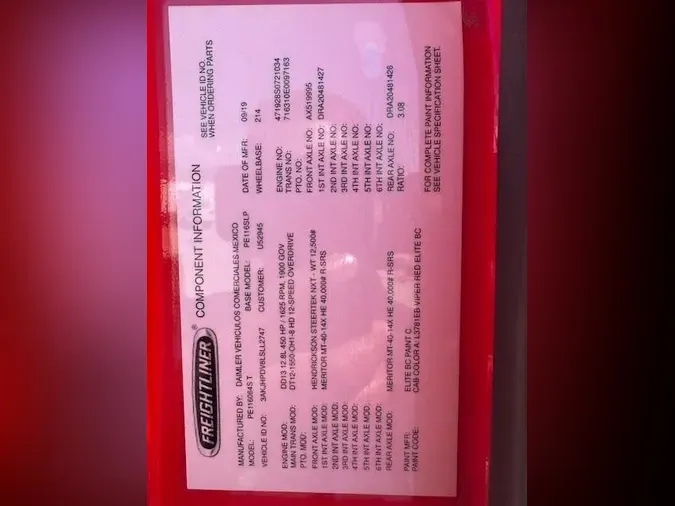 FREIGHTLINER ®
COMPONENT INFORMATION
SEE VEHICLE ID NO.
WHEN ORDERING PARTS
MANUFACTURED BY: DAIMLER VEHICULOS COMERCIALES MEXICO DATE OF MFR: 09/19
MODEL: PE116064S T BASE MODEL: PE116SLP WHEELBASE: 214
VEHICLE ID NO: 3AKJHPDV8LSLL2747 CUSTOMER: U52945
ENGINE MOD: DD13 12.8L 450 HP / 1625 RPM, 1900 GOV ENGINE NO: 471928S0721034
MAIN TRANS MOD: DT12-1550-OH1-8 HD 12-SPEED OVERDRIVE TRANS NO: 716310E0097163
PTO. MOD: PTO. NO:
FRONT AXLE MOD: HENDRICKSON STEERTEK NXT - WT 12,500# FRONT AXLE NO: AX519995
1ST INT AXLE MOD: MERITOR MT-40-14X HE 40,000# R-SRS 1ST INT AXLE NO: DRA20481427
2ND INT AXLE MOD: 2ND INT AXLE NO:
3RD INT AXLE MOD: 3RD INT AXLE NO:
4TH INT AXLE MOD: 4TH INT AXLE NO:
5TH INT AXLE MOD: 5TH INT AXLE NO:
6TH INT AXLE MOD: 6TH INT AXLE NO:
REAR AXLE MOD: MERITOR MT-40-14X HE 40,000# R-SRS REAR AXLE NO: DRA20481426
RATIO: 3.08
PAINT MFR: ELITE BC PAINT C. FOR COMPLETE PAINT INFORMATION
PAINT CODE: CAB COLOR A: L3781EB VIPER RED ELITE BC SEE VEHICLE SPECIFICATION SHEET.